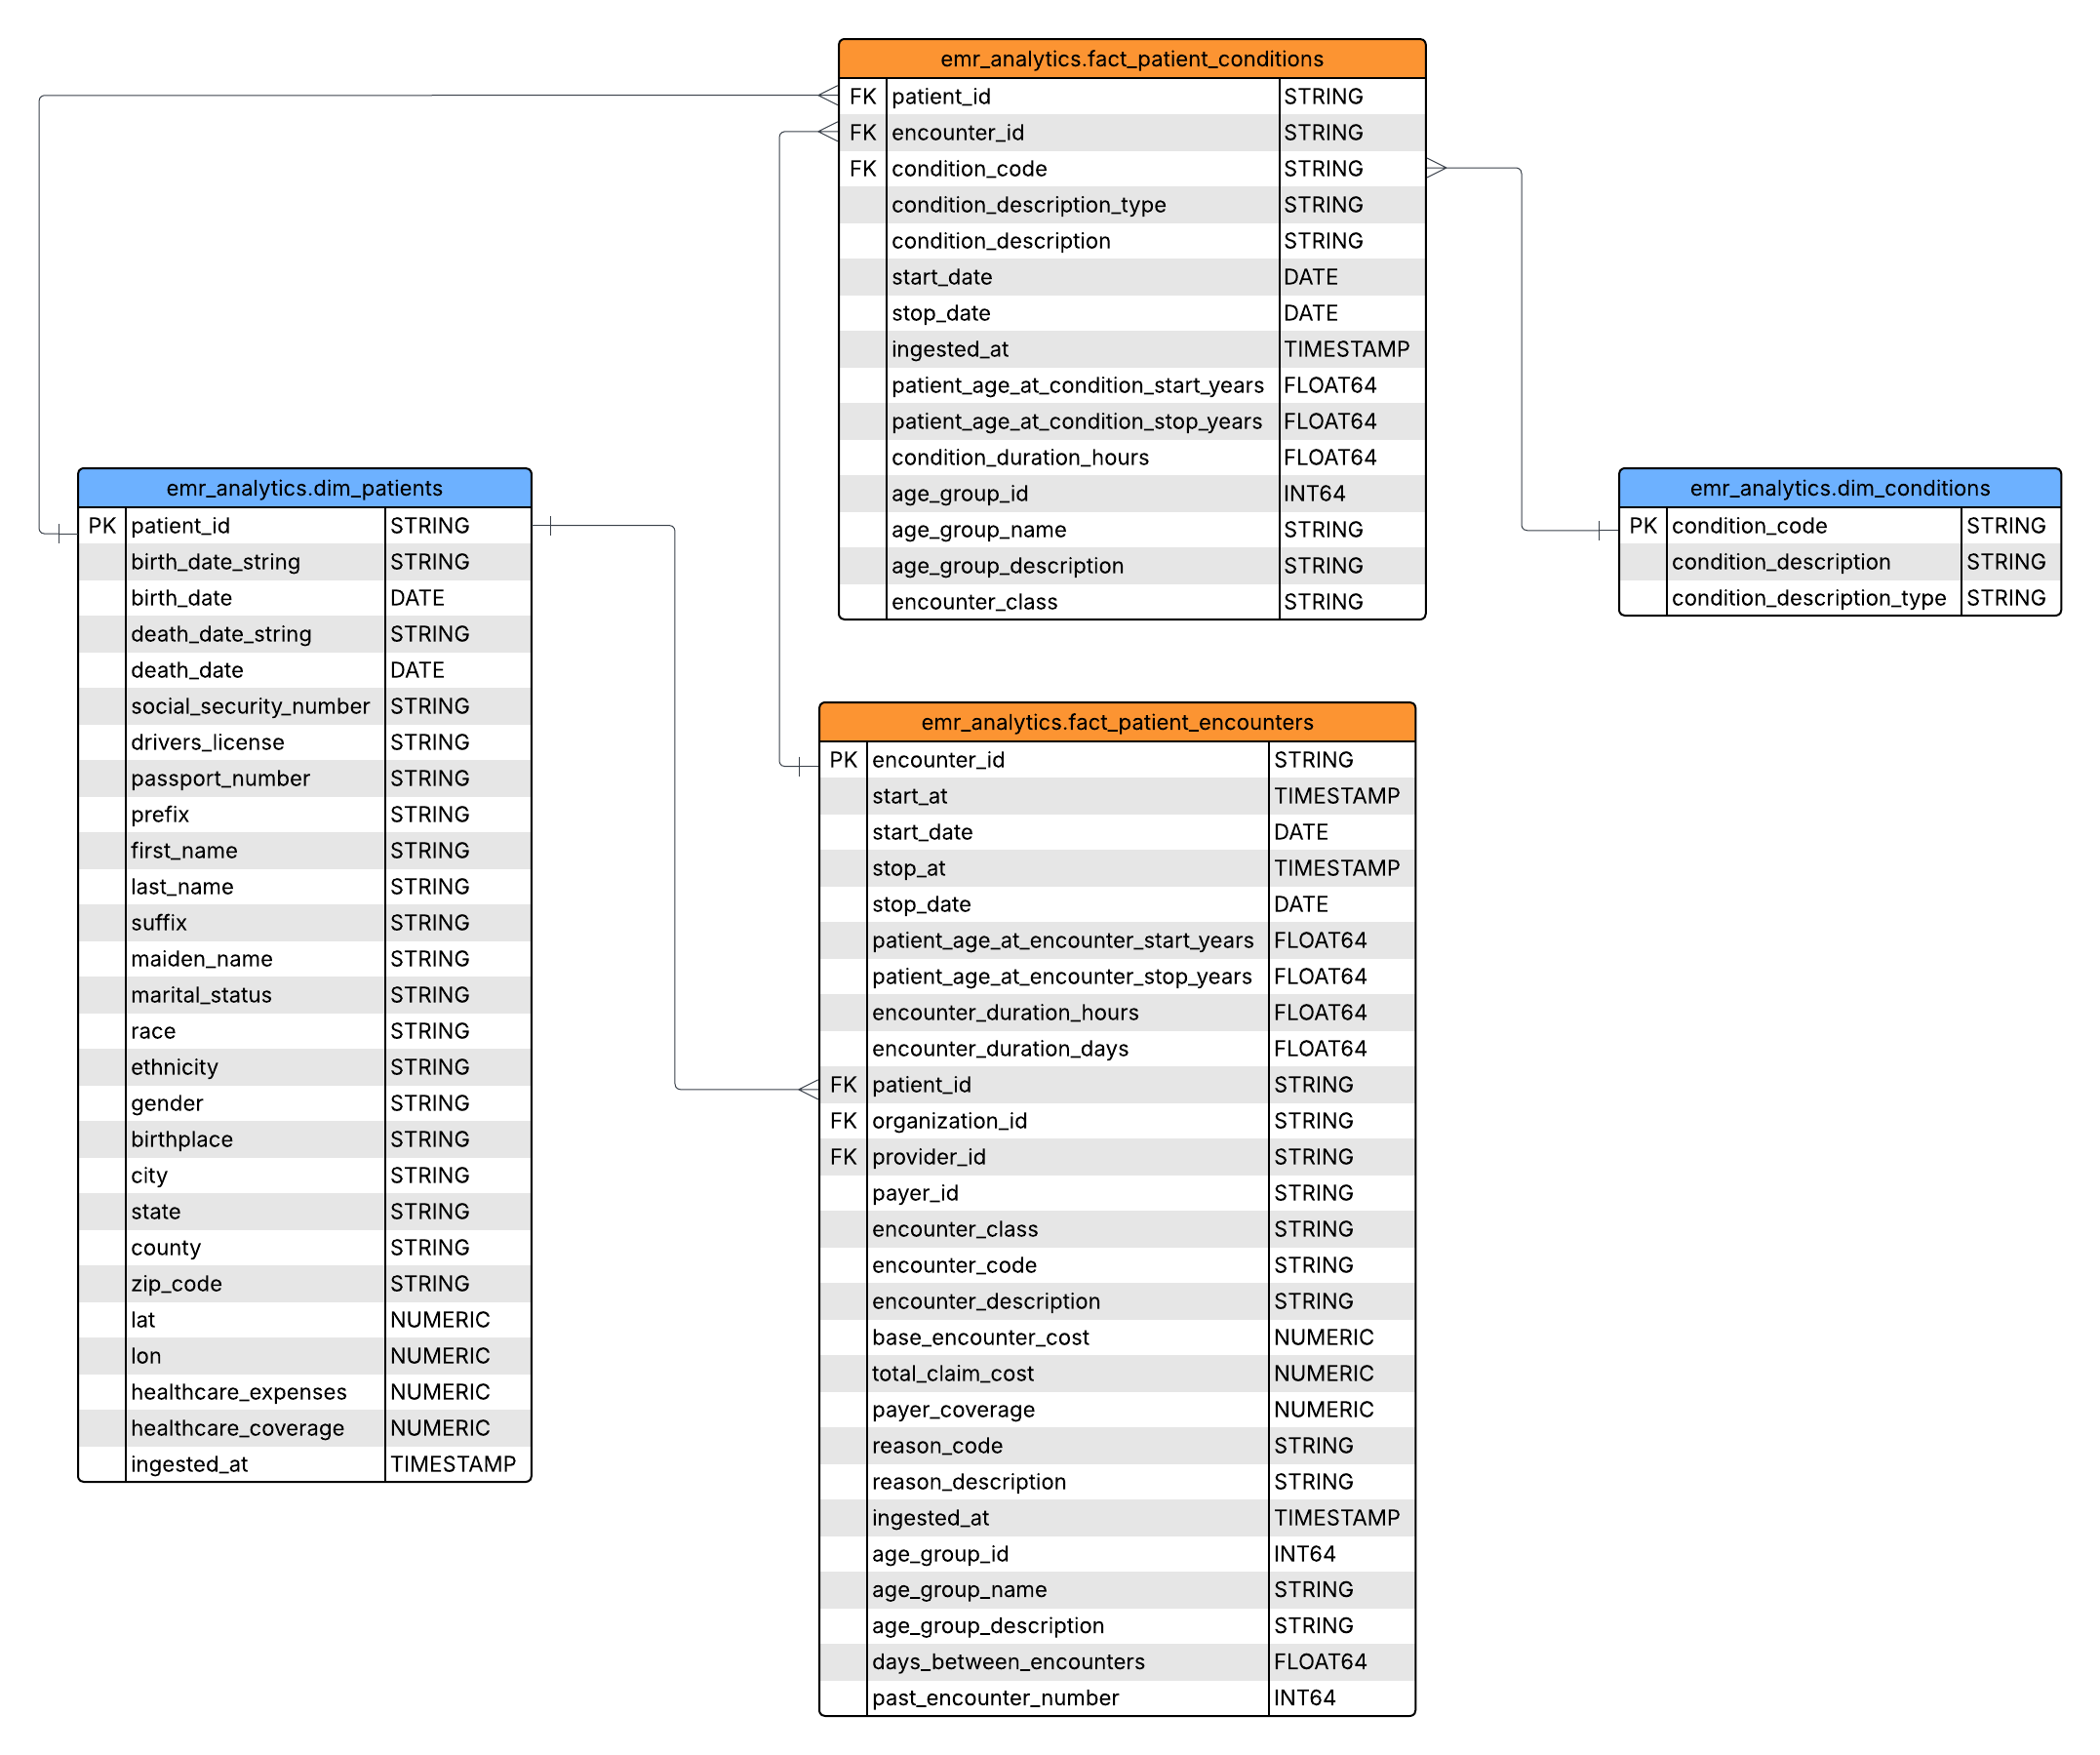 emr_analytics.fact_patient_conditions
FK patient_id STRING
FK encounter_id STRING
FK condition_code STRING
condition_description_type STRING
condition_description STRING
start_date DATE
stop_date DATE
ingested_at TIMESTAMP
patient_age_at_condition_start_years FLOAT64
patient_age_at_condition_stop_years FLOAT64
condition_duration_hours FLOAT64
age_group_id INT64
age_group_name STRING
age_group_description STRING
encounter_class STRING
emr_analytics.dim_patients
PK patient_id STRING
birth_date_string STRING
birth_date DATE
death_date_string STRING
death_date DATE
social_security_number STRING
drivers_license STRING
passport_number STRING
prefix STRING
first_name STRING
last_name STRING
suffix STRING
maiden_name STRING
marital_status STRING
race STRING
ethnicity STRING
gender STRING
birthplace STRING
city STRING
state STRING
county STRING
zip_code STRING
lat NUMERIC
lon NUMERIC
healthcare_expenses NUMERIC
healthcare_coverage NUMERIC
ingested_at TIMESTAMP
emr_analytics.dim_conditions
PK condition_code STRING
condition_description STRING
condition_description_type STRING
emr_analytics.fact_patient_encounters
PK encounter_id STRING
start_at TIMESTAMP
start_date DATE
stop_at TIMESTAMP
stop_date DATE
patient_age_at_encounter_start_years FLOAT64
patient_age_at_encounter_stop_years FLOAT64
encounter_duration_hours FLOAT64
encounter_duration_days FLOAT64
FK patient_id STRING
FK organization_id STRING
FK provider_id STRING
payer_id STRING
encounter_class STRING
encounter_code STRING
encounter_description STRING
base_encounter_cost NUMERIC
total_claim_cost NUMERIC
payer_coverage NUMERIC
reason_code STRING
reason_description STRING
ingested_at TIMESTAMP
age_group_id INT64
age_group_name STRING
age_group_description STRING
days_between_encounters FLOAT64
past_encounter_number INT64